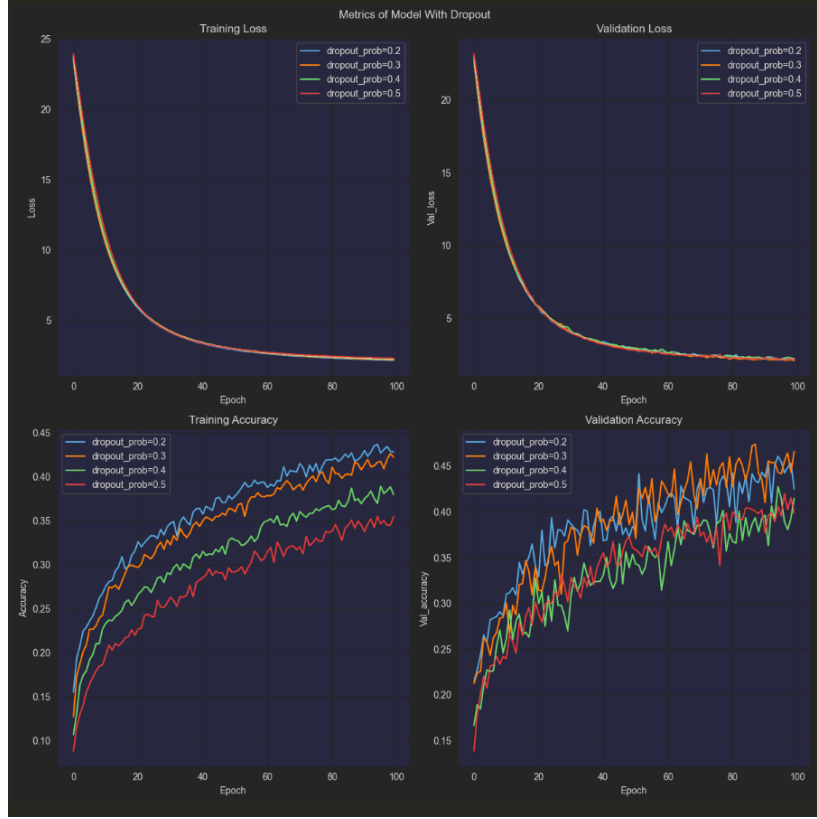 Metrics of Model With Dropout
Training Loss
25
20
15
10
5
Loss
0 20 40 60 80 100
Epoch
dropout_prob=0.2
dropout_prob=0.3
dropout_prob=0.4
dropout_prob=0.5
Validation Loss
20
15
10
5
Val_loss
0 20 40 60 80 100
Epoch
dropout_prob=0.2
dropout_prob=0.3
dropout_prob=0.4
dropout_prob=0.5
Training Accuracy
0.45
0.40
0.35
0.30
0.25
0.20
0.15
0.10
Accuracy
0 20 40 60 80 100
Epoch
dropout_prob=0.2
dropout_prob=0.3
dropout_prob=0.4
dropout_prob=0.5
Validation Accuracy
0.45
0.40
0.35
0.30
0.25
0.20
0.15
Val_accuracy
0 20 40 60 80 100
Epoch
dropout_prob=0.2
dropout_prob=0.3
dropout_prob=0.4
dropout_prob=0.5